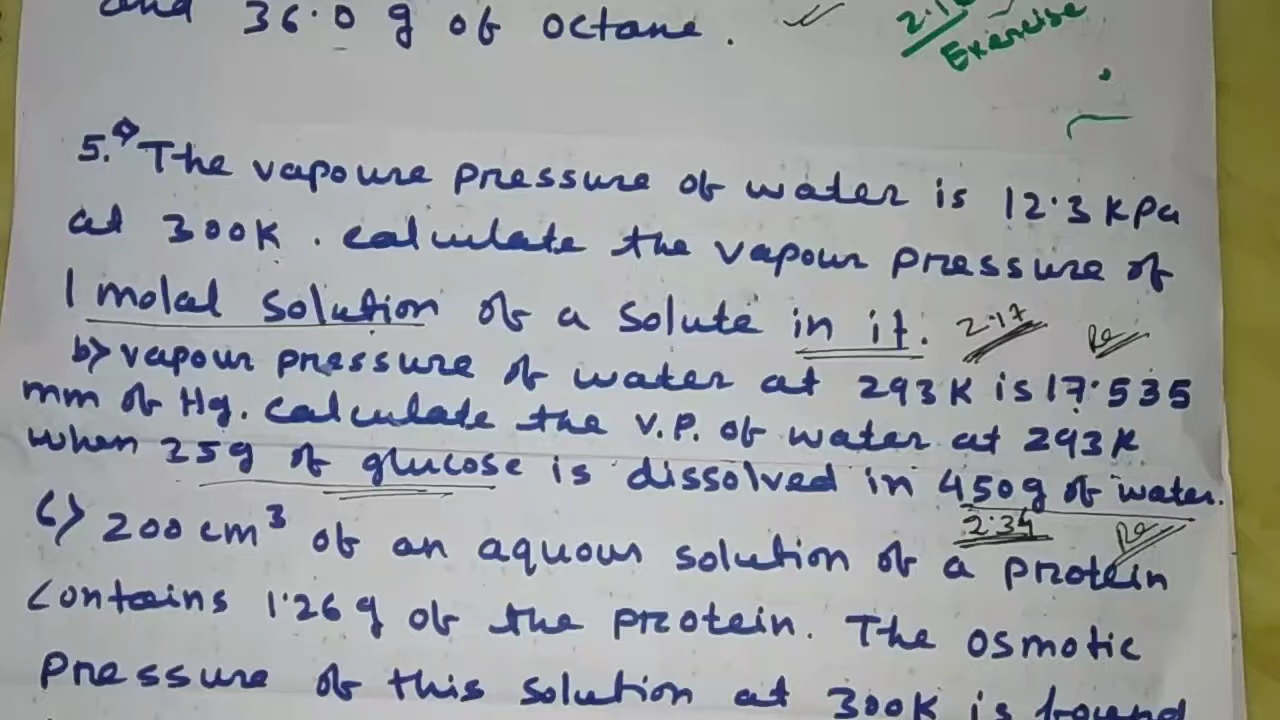 and 36.0 g of octane.
Exercise
5. a> The vapoure pressure of water is 12.3 KPa
at 300K. calculate the vapour pressure of
1 molal solution of a solute in it. 2.17
b> vapour pressure of water at 293K is 17.535
mm of Hg. calculate the V.P. of water at 293K
when 25g of glucose is dissolved in 450g of water.
2.34
6> 200 cm³ of an aquous solution of a protein
contains 1.26 g of the protein. The osmotic
pressure of this solution at 300K is found